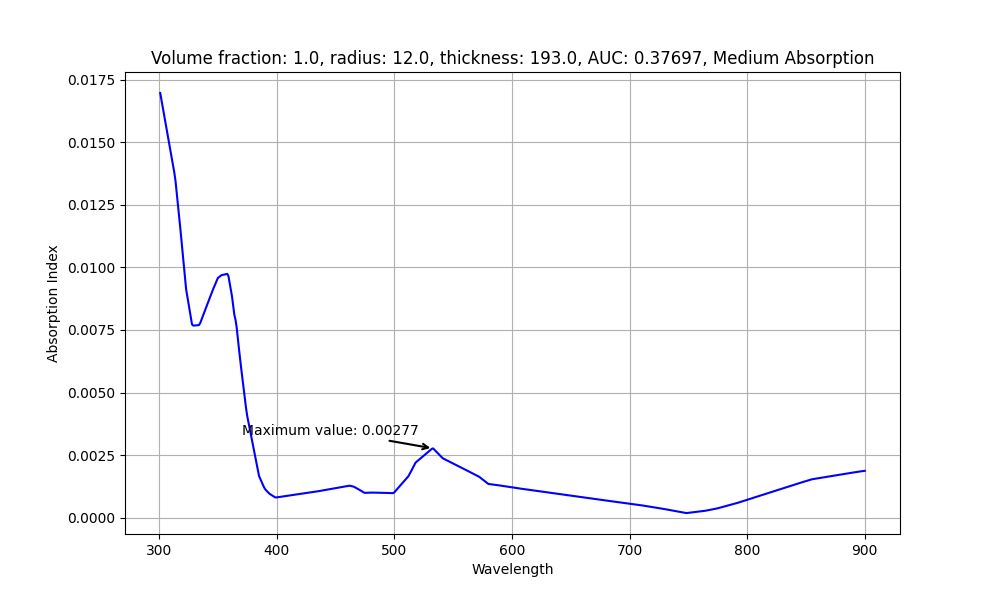 Volume fraction: 1.0, radius: 12.0, thickness: 193.0, AUC: 0.37697, Medium Absorption
0.0175
0.0150
0.0125
0.0100
0.0075
0.0050
0.0025
0.0000
Absorption Index
Maximum value: 0.00277
300 400 500 600 700 800 900
Wavelength